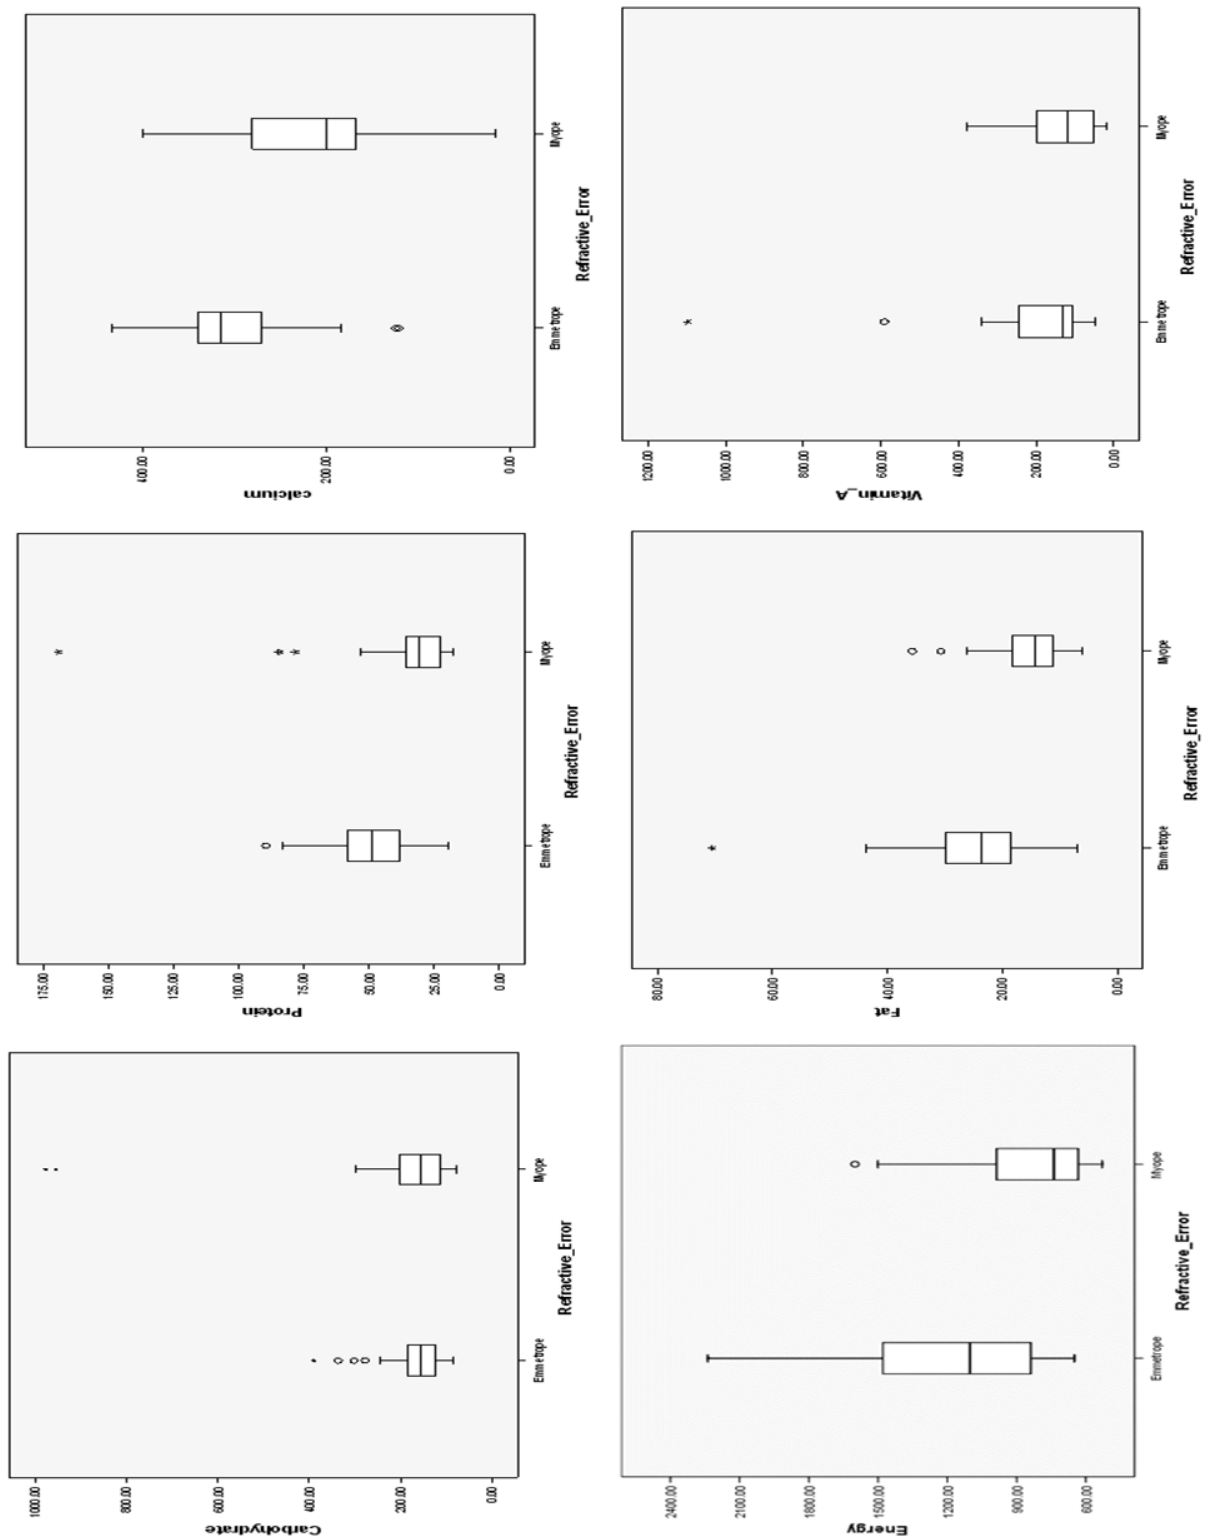 Carbohydrate
1000.00
800.00
600.00
400.00
200.00
0.00
Emmetrope
Myope
Refractive_Error
Protein
175.00
150.00
125.00
100.00
75.00
50.00
25.00
0.00
Emmetrope
Myope
Refractive_Error
calcium
400.00
200.00
0.00
Emmetrope
Myope
Refractive_Error
Energy
2400.00
2100.00
1800.00
1500.00
1200.00
900.00
600.00
Emmetrope
Myope
Refractive_Error
Fat
80.00
60.00
40.00
20.00
0.00
Emmetrope
Myope
Refractive_Error
Vitamin_A
1200.00
1000.00
800.00
600.00
400.00
200.00
0.00
Emmetrope
Myope
Refractive_Error